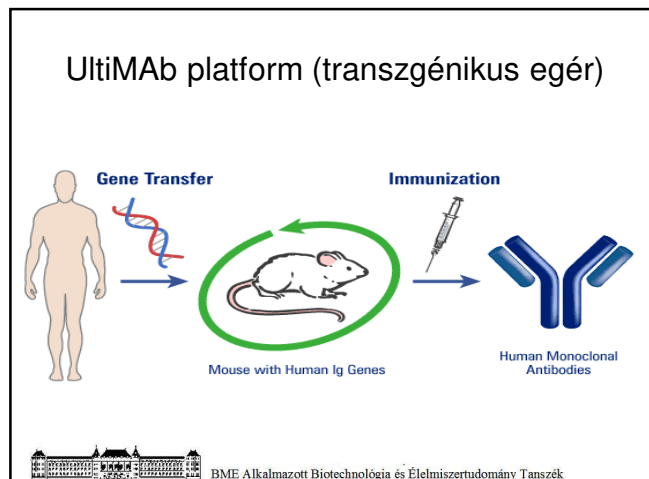 UltiMAb platform (transzgénikus egér)
Gene Transfer
Immunization
Mouse with Human Ig Genes
Human Monoclonal
Antibodies
BME Alkalmazott Biotechnológia és Élelmiszertudomány Tanszék